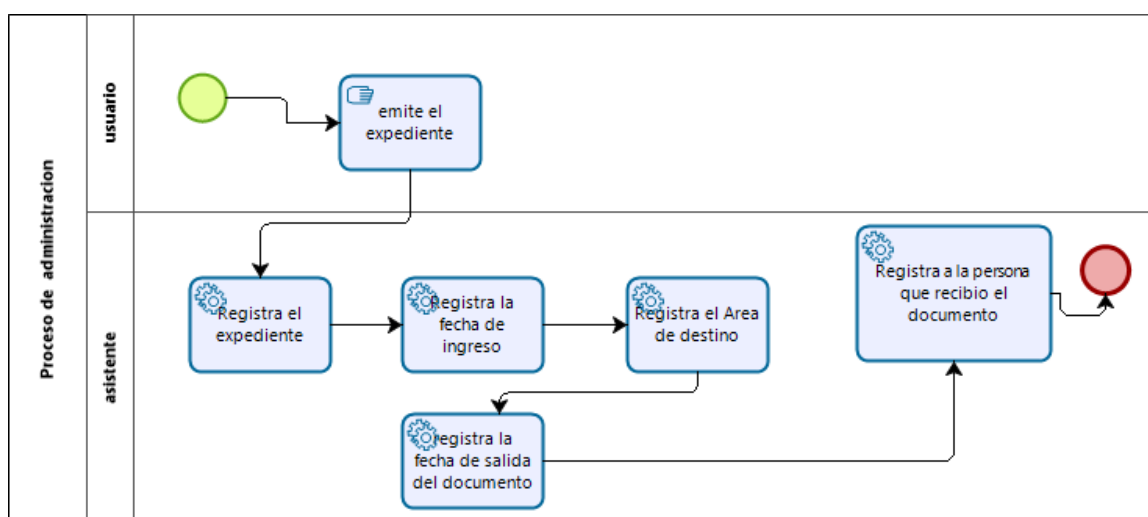 Proceso de administracion
usuario
emite el
expediente
asistente
Registra el
expediente
Registra la
fecha de
ingreso
Registra el Area
de destino
registra la
fecha de salida
del documento
Registra a la persona
que recibio el
documento